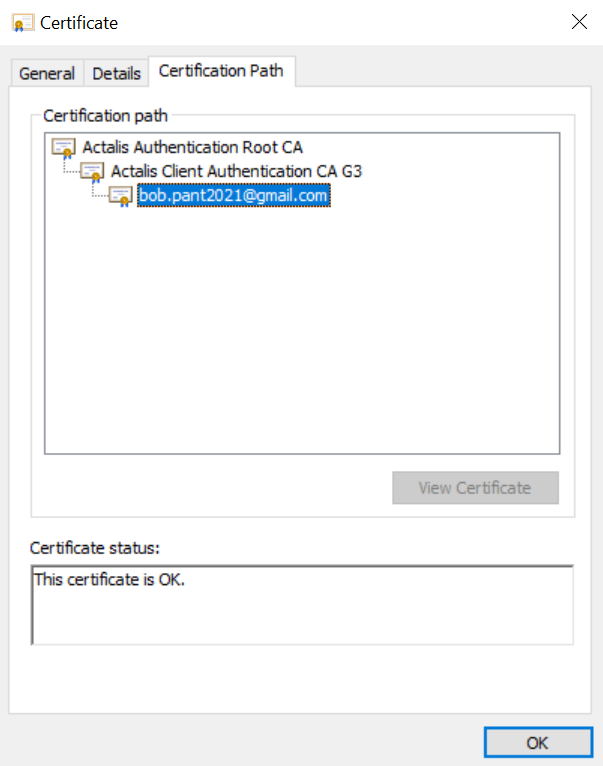 Certificate
General Details Certification Path
Certification path
Actalis Authentication Root CA
Actalis Client Authentication CA G3
bob.pant2021@gmail.com
View Certificate
Certificate status:
This certificate is OK.
OK